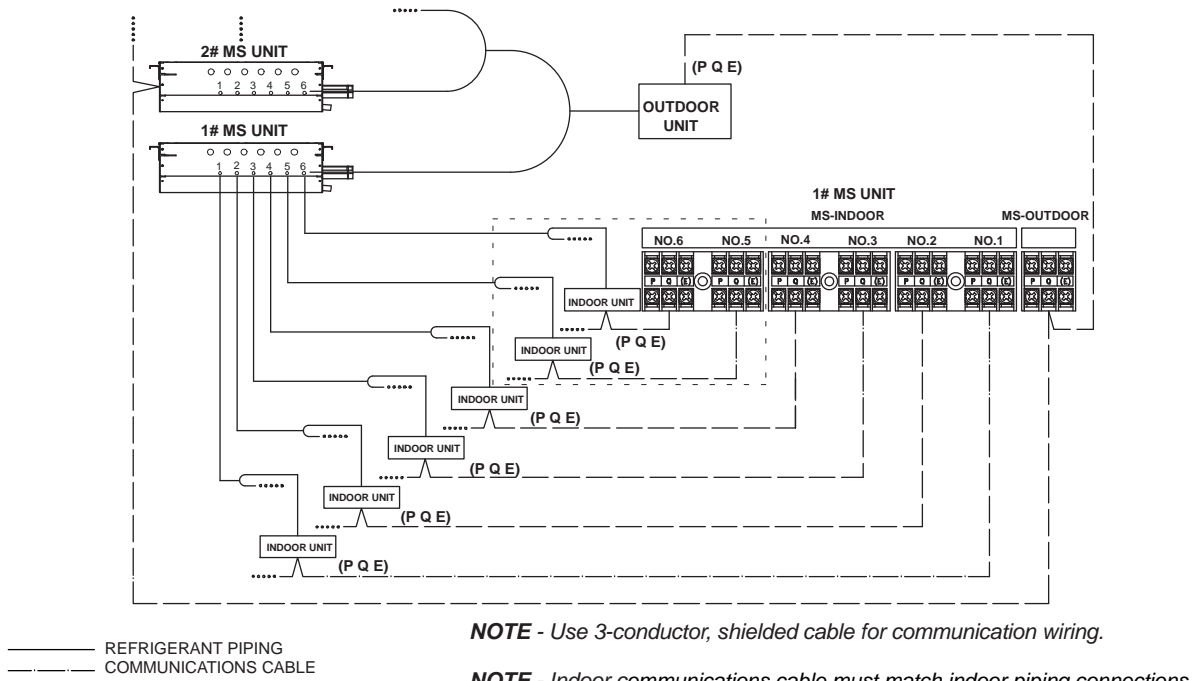 2# MS UNIT
1 2 3 4 5 6
(P Q E)
OUTDOOR
UNIT
1# MS UNIT
1 2 3 4 5 6
1# MS UNIT
MS-INDOOR
MS-OUTDOOR
NO.6 NO.5 NO.4 NO.3 NO.2 NO.1
P Q (E) P Q (E) P Q (E) P Q (E) P Q (E) P Q (E) P Q (E)
INDOOR UNIT
(P Q E)
INDOOR UNIT
(P Q E)
INDOOR UNIT
(P Q E)
INDOOR UNIT
(P Q E)
INDOOR UNIT
(P Q E)
INDOOR UNIT
(P Q E)
NOTE - Use 3-conductor, shielded cable for communication wiring.
REFRIGERANT PIPING
COMMUNICATIONS CABLE
NOTE - Indoor communications cable must match indoor piping connections